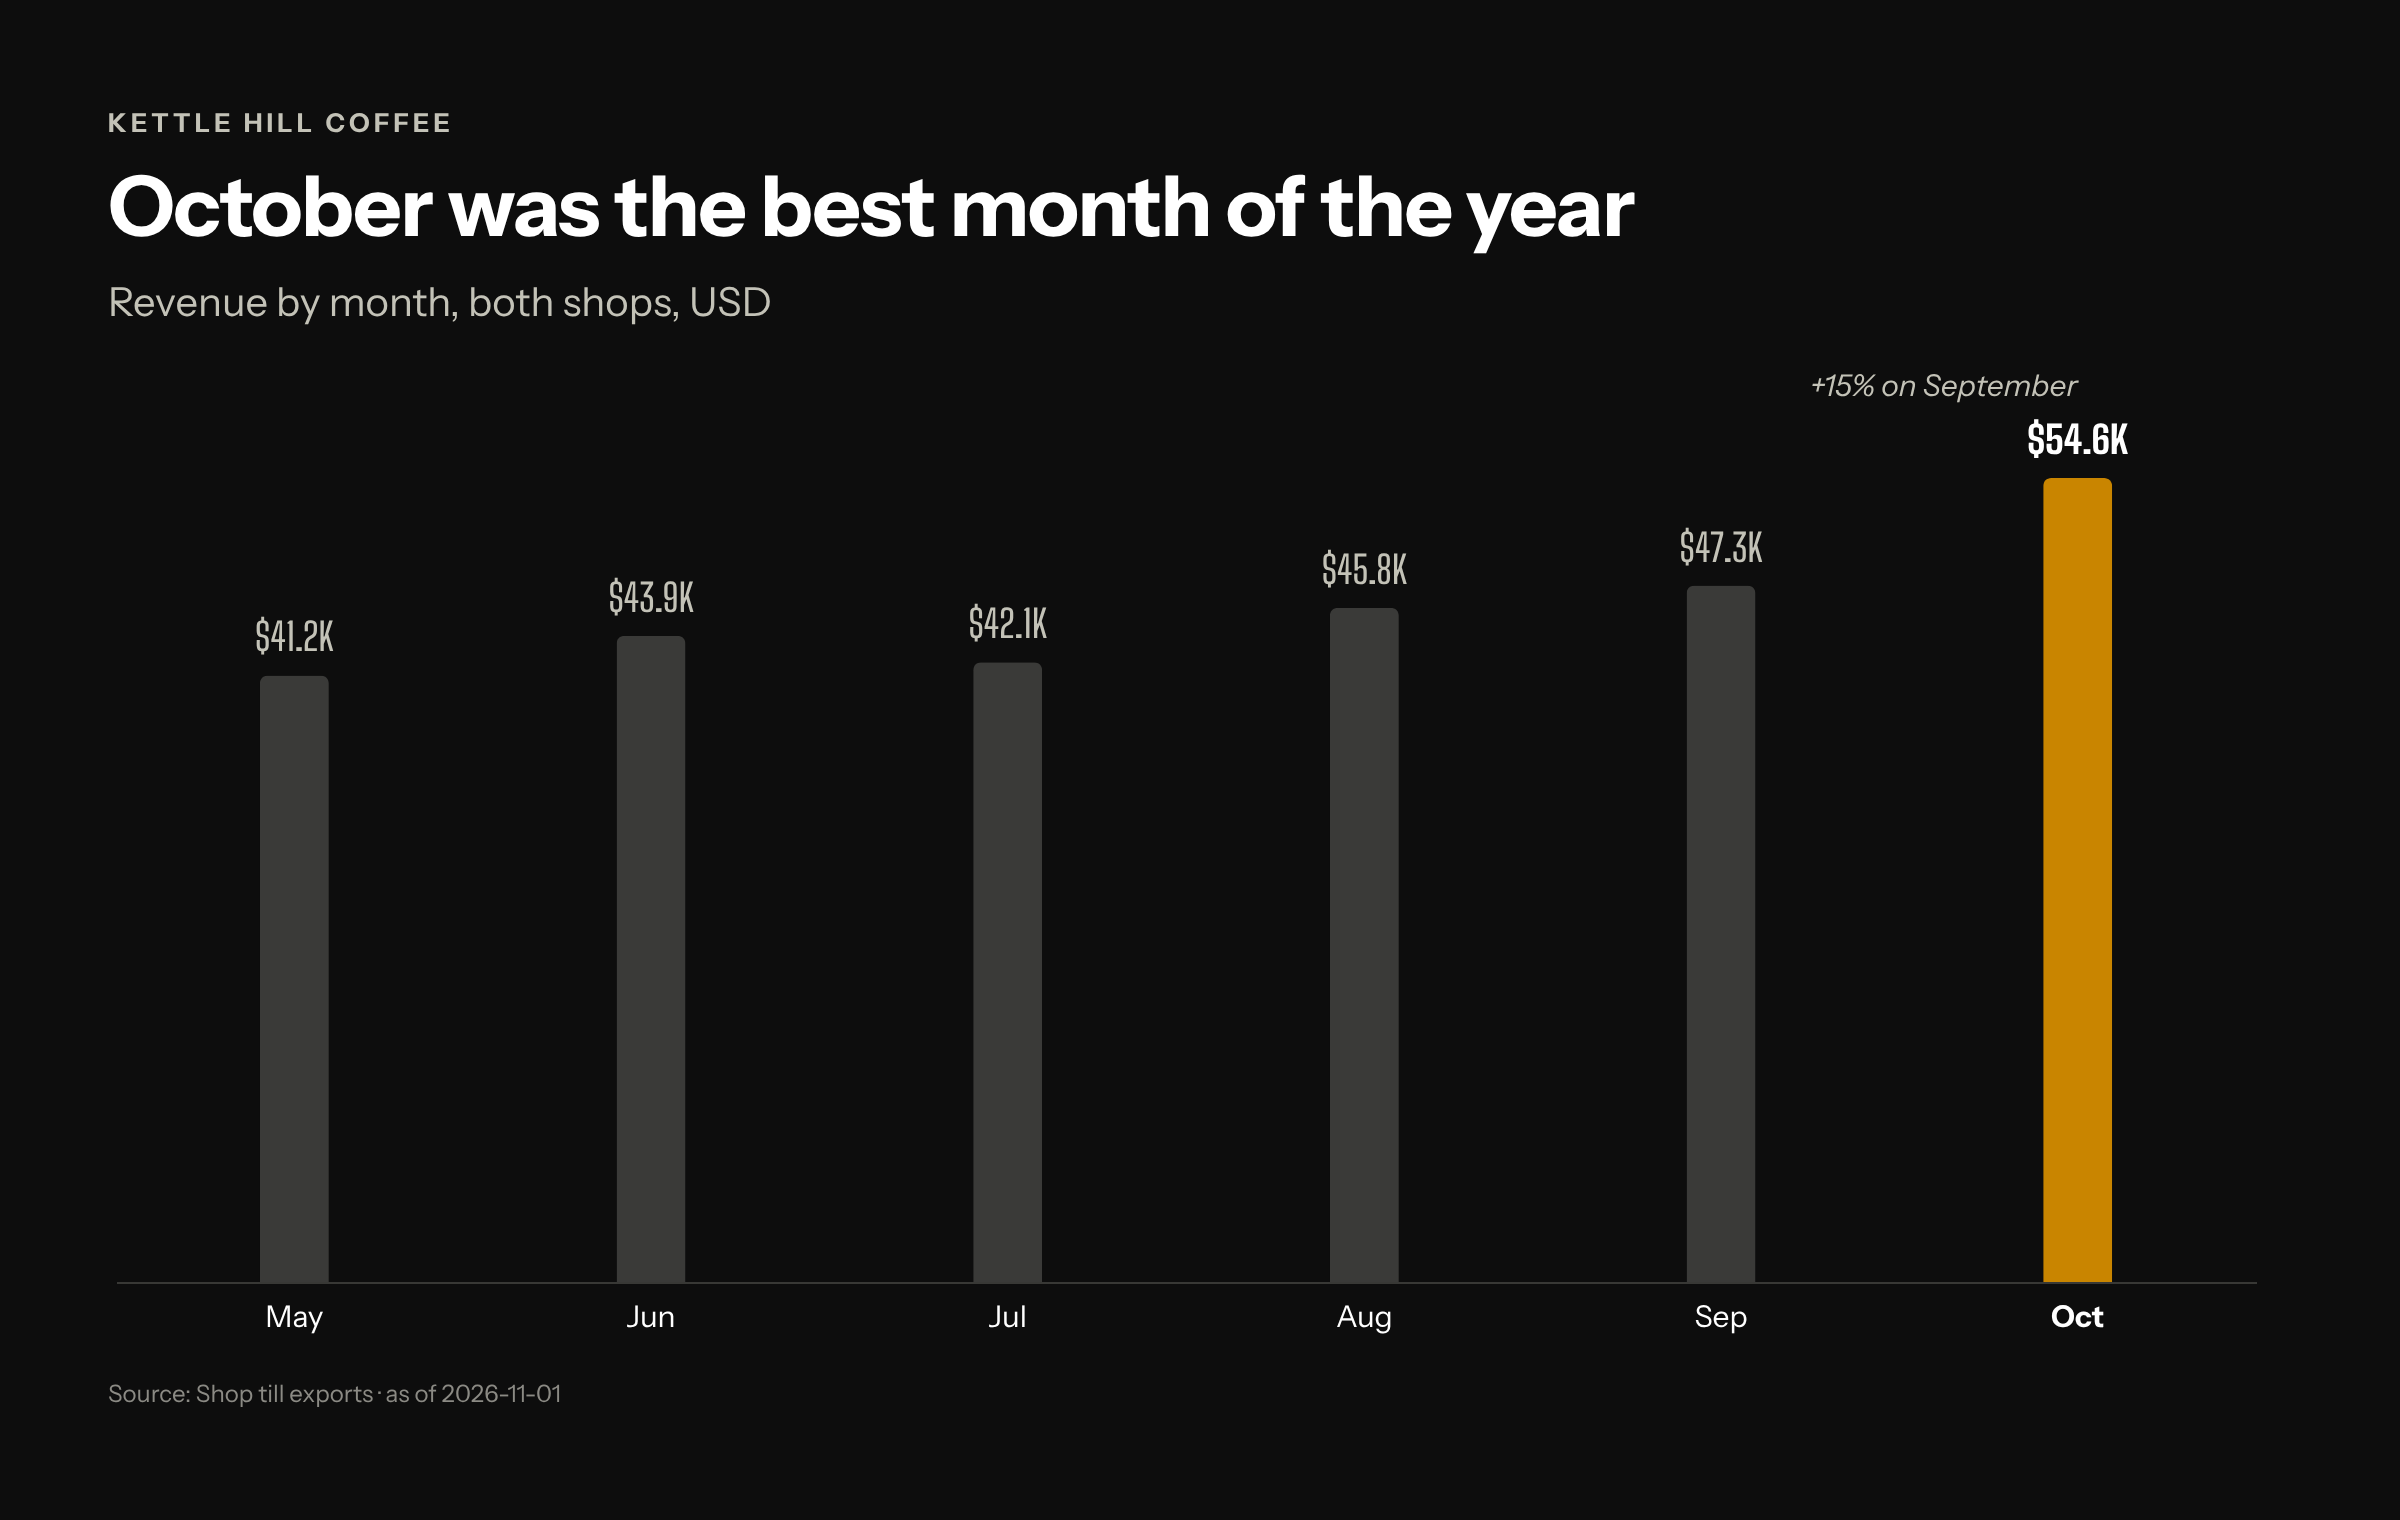 KETTLE HILL COFFEE
October was the best month of the year
Revenue by month, both shops, USD
+15% on September
$41.2K
$43.9K
$42.1K
$45.8K
$47.3K
$54.6K
May
Jun
Jul
Aug
Sep
Oct
Source: Shop till exports · as of 2026-11-01